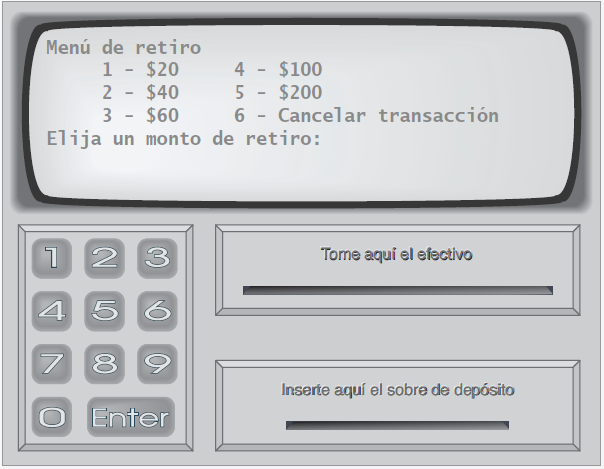 Menú de retiro
1 - $20 4 - $100
2 - $40 5 - $200
3 - $60 6 - Cancelar transacción
Elija un monto de retiro:
1 2 3
4 5 6
7 8 9
0 Enter
Tome aquí el efectivo
Inserte aquí el sobre de depósito